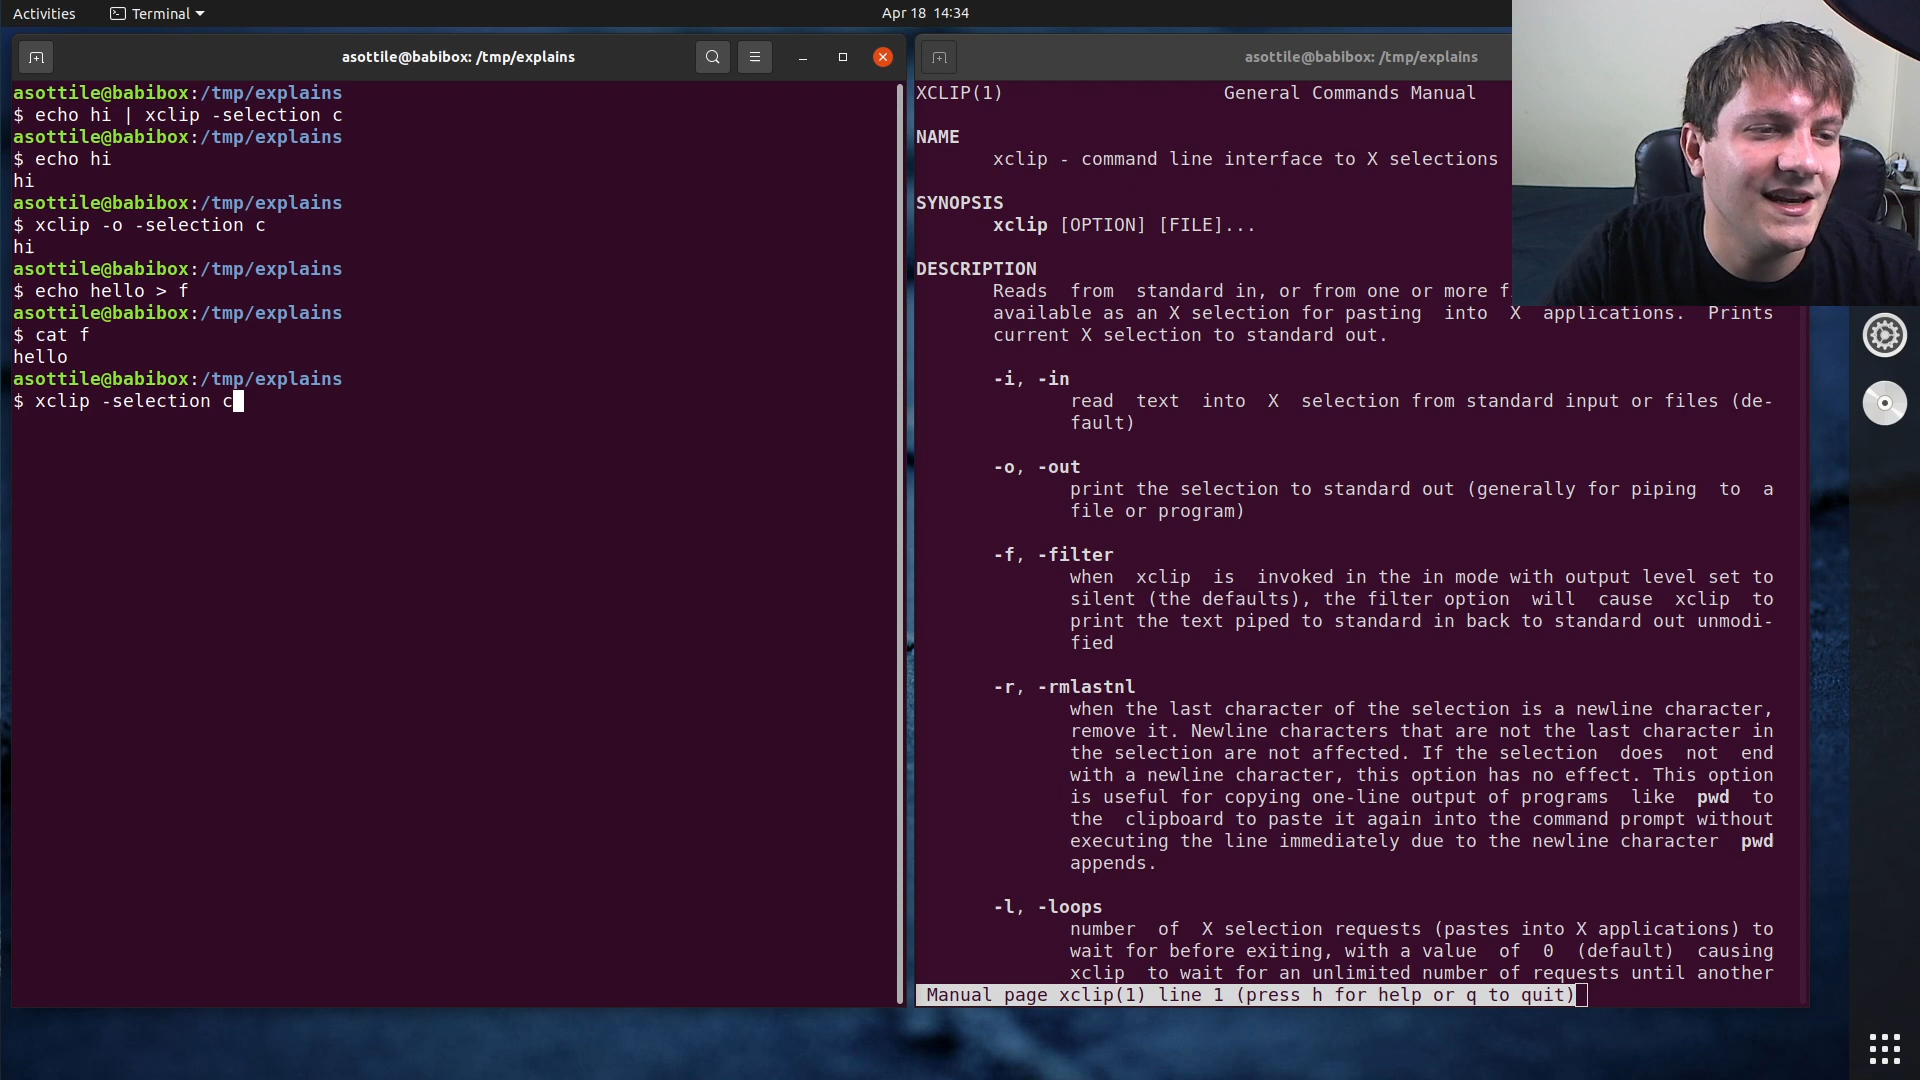 Activities
Terminal
Apr 18 14:34
asottile@babibox: /tmp/explains
asottile@babibox:/tmp/explains
$ echo hi | xclip -selection c
asottile@babibox:/tmp/explains
$ echo hi
hi
asottile@babibox:/tmp/explains
$ xclip -o -selection c
hi
asottile@babibox:/tmp/explains
$ echo hello > f
asottile@babibox:/tmp/explains
$ cat f
hello
asottile@babibox:/tmp/explains
$ xclip -selection c
asottile@babibox: /tmp/explains
XCLIP(1) General Commands Manual
NAME
xclip - command line interface to X selections
SYNOPSIS
xclip [OPTION] [FILE]...
DESCRIPTION
Reads from standard in, or from one or more
available as an X selection for pasting into X applications. Prints
current X selection to standard out.
-i, -in
read text into X selection from standard input or files (de-
fault)
-o, -out
print the selection to standard out (generally for piping to a
file or program)
-f, -filter
when xclip is invoked in the in mode with output level set to
silent (the defaults), the filter option will cause xclip to
print the text piped to standard in back to standard out unmodi-
fied
-r, -rmlastnl
when the last character of the selection is a newline character,
remove it. Newline characters that are not the last character in
the selection are not affected. If the selection does not end
with a newline character, this option has no effect. This option
is useful for copying one-line output of programs like pwd to
the clipboard to paste it again into the command prompt without
executing the line immediately due to the newline character pwd
appends.
-l, -loops
number of X selection requests (pastes into X applications) to
wait for before exiting, with a value of 0 (default) causing
xclip to wait for an unlimited number of requests until another
Manual page xclip(1) line 1 (press h for help or q to quit)